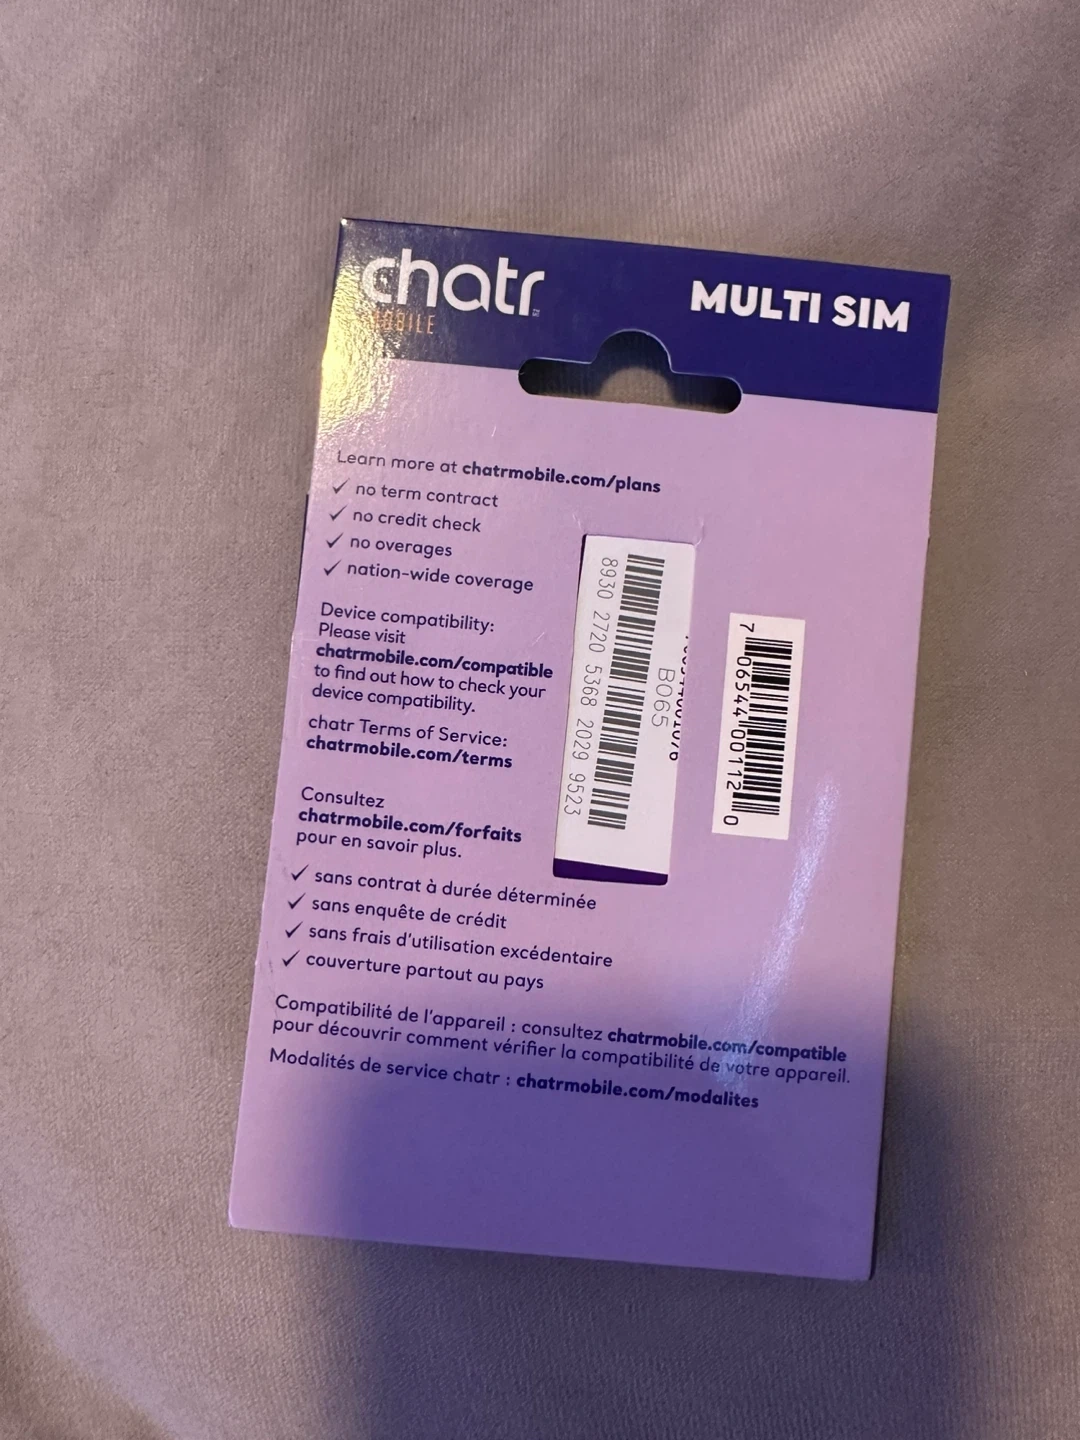 chatr
MOBILE
MULTI SIM
Learn more at chatrmobile.com/plans
✓ no term contract
✓ no credit check
✓ no overages
✓ nation-wide coverage
Device compatibility:
Please visit
chatrmobile.com/compatible
to find out how to check your
device compatibility.
chatr Terms of Service:
chatrmobile.com/terms
8930 2720 5368 2029 9523
B065
7 06544 00112 0
Consultez
chatrmobile.com/forfaits
pour en savoir plus.
✓ sans contrat à durée déterminée
✓ sans enquête de crédit
✓ sans frais d'utilisation excédentaire
✓ couverture partout au pays
Compatibilité de l'appareil : consultez chatrmobile.com/compatible
pour découvrir comment vérifier la compatibilité de votre appareil.
Modalités de service chatr : chatrmobile.com/modalites